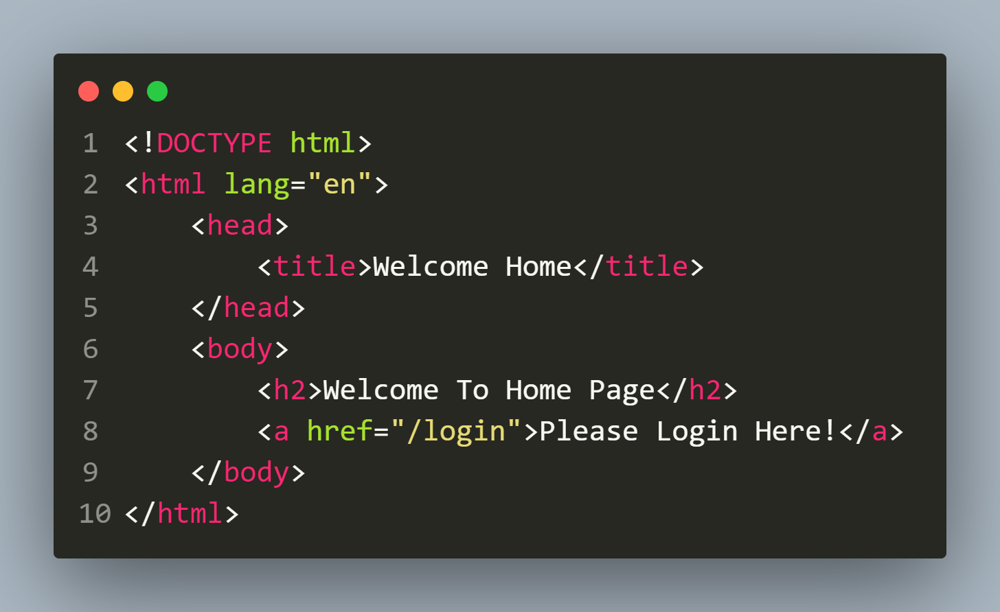 1 <!DOCTYPE html>
2 <html lang="en">
3     <head>
4         <title>Welcome Home</title>
5     </head>
6     <body>
7         <h2>Welcome To Home Page</h2>
8         <a href="/login">Please Login Here!</a>
9     </body>
10 </html>